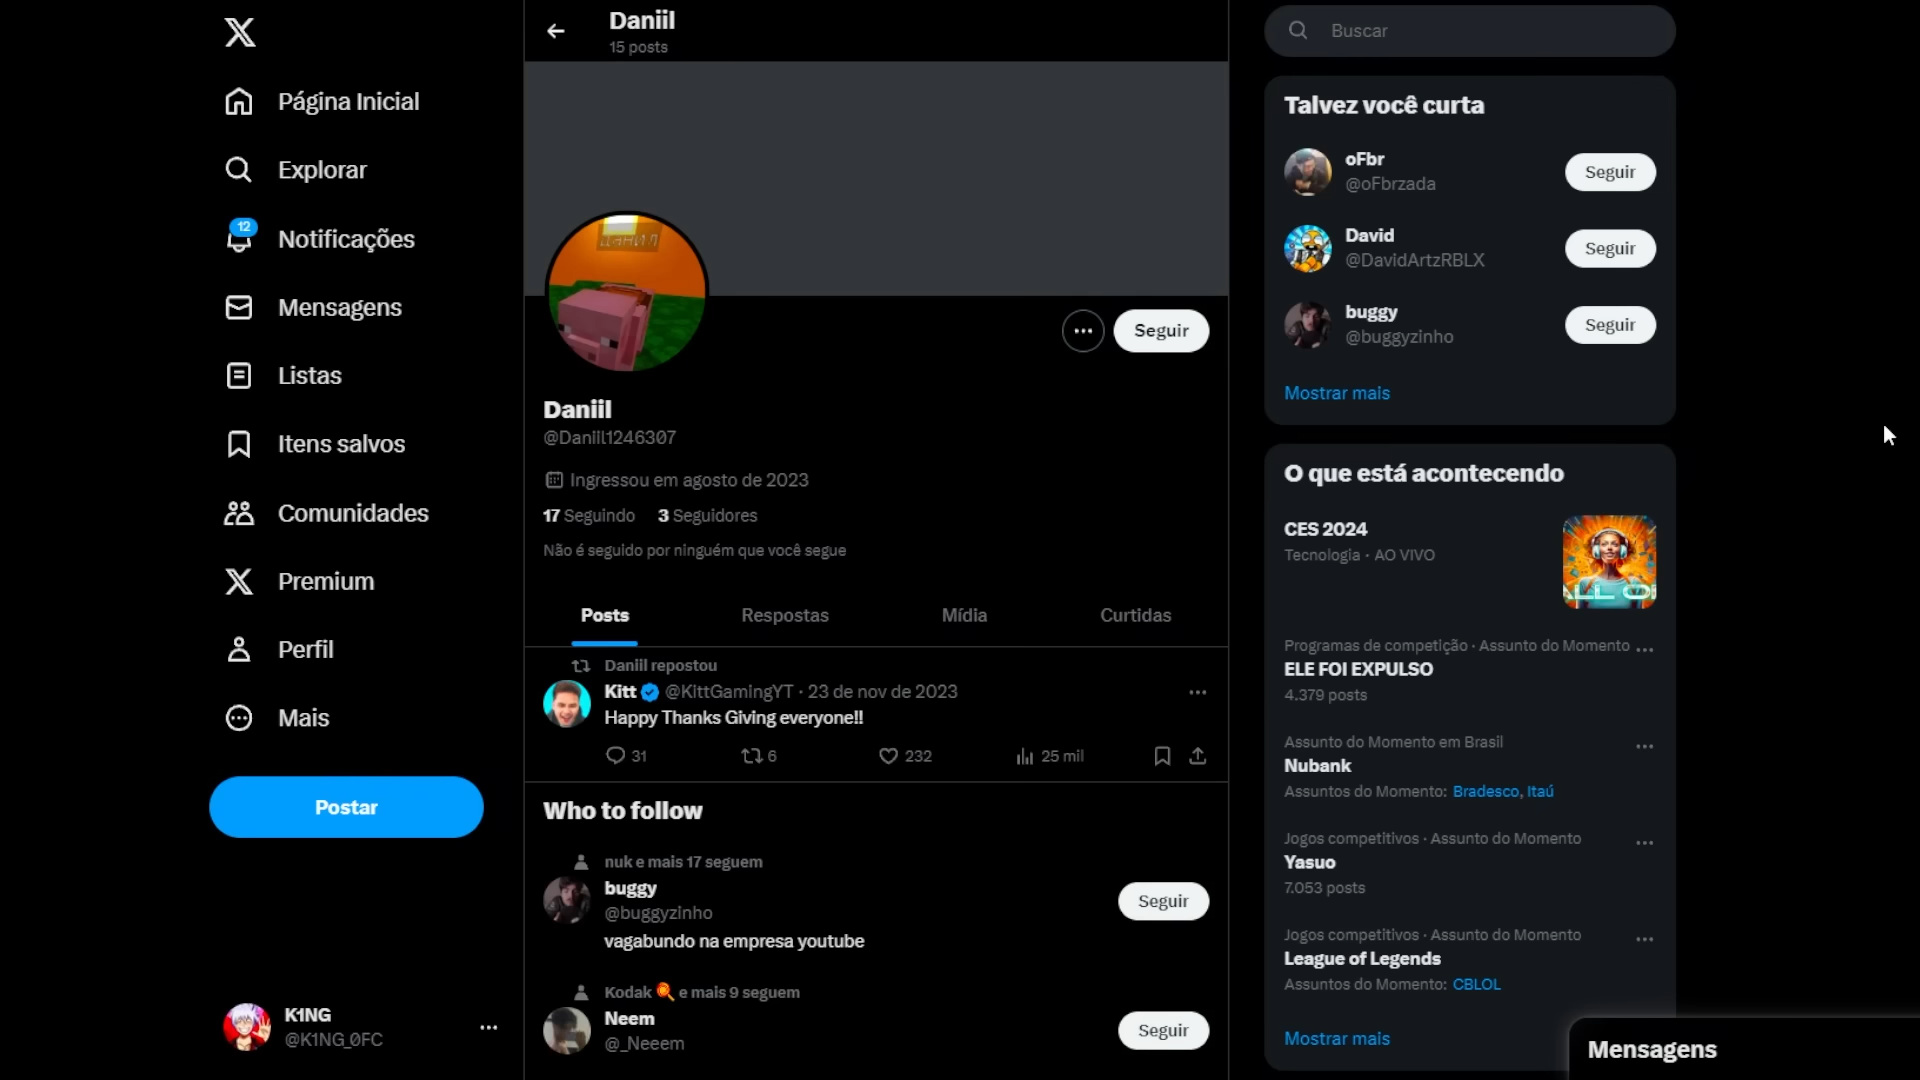 Página Inicial
Explorar
12
Notificações
Mensagens
Listas
Itens salvos
Comunidades
Premium
Perfil
Mais
Postar
K1NG
@K1NG_0FC
Daniil
15 posts
ДАНИЛ
Seguir
Daniil
@Daniil1246307
Ingressou em agosto de 2023
17 Seguindo 3 Seguidores
Não é seguido por ninguém que você segue
Posts Respostas Mídia Curtidas
Daniil repostou
Kitt @KittGamingYT · 23 de nov de 2023
Happy Thanks Giving everyone!!
31 6 232 25 mil
Who to follow
nuk e mais 17 seguem
buggy
@buggyzinho
Seguir
vagabundo na empresa youtube
Kodak e mais 9 seguem
Neem
@_Neeem
Seguir
Buscar
Talvez você curta
oFbr
@oFbrzada
Seguir
David
@DavidArtzRBLX
Seguir
buggy
@buggyzinho
Seguir
Mostrar mais
O que está acontecendo
CES 2024
Tecnologia · AO VIVO
Programas de competição · Assunto do Momento
ELE FOI EXPULSO
4.379 posts
Assunto do Momento em Brasil
Nubank
Assuntos do Momento: Bradesco, Itaú
Jogos competitivos · Assunto do Momento
Yasuo
7.053 posts
Jogos competitivos · Assunto do Momento
League of Legends
Assuntos do Momento: CBLOL
Mostrar mais
Mensagens